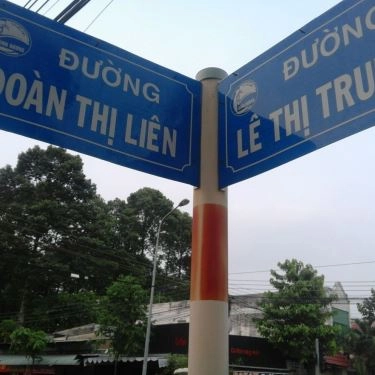 ĐƯỜNG
ĐOÀN THỊ LIÊN
ĐƯỜNG
LÊ THỊ TRU